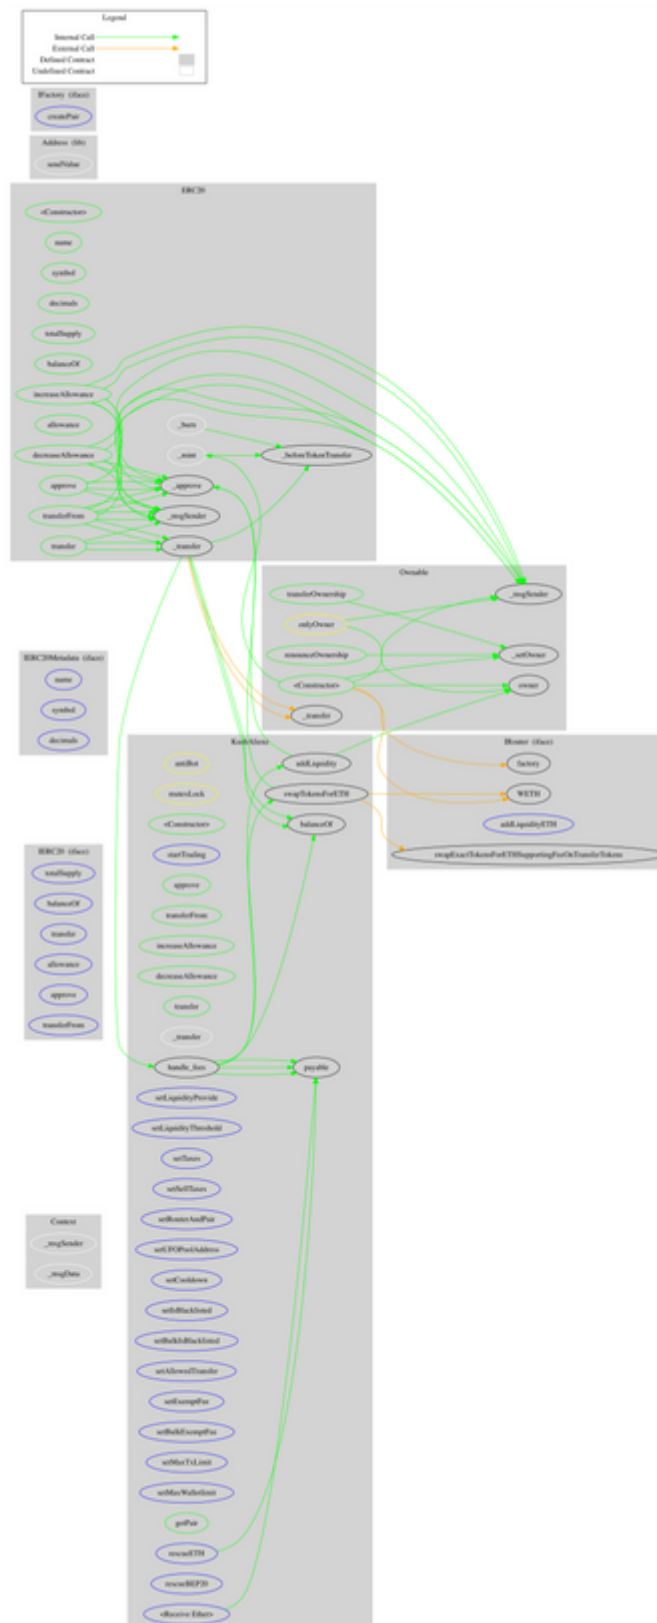 Legend
Internal Call
External Call
Defined Contract
Undefined Contract
IFactory (iface)
createPair
Address (lib)
sendValue
ERC20
<Constructor>
name
symbol
decimals
totalSupply
balanceOf
increaseAllowance
allowance
_burn
decreaseAllowance
_mint
_beforeTokenTransfer
approve
_approve
transferFrom
_msgSender
transfer
_transfer
Ownable
transferOwnership
_msgSender
onlyOwner
renounceOwnership
_setOwner
<Constructor>
owner
_transfer
IERC20Metadata (iface)
name
symbol
decimals
IRouter (iface)
antiBot
addLiquidity
factory
mutexLock
swapTokensForETH
WETH
<Constructor>
balanceOf
addLiquidityETH
startTrading
swapExactTokensForETHSupportingFeeOnTransferTokens
IERC20 (iface)
totalSupply
balanceOf
transfer
allowance
approve
transferFrom
approve
transferFrom
increaseAllowance
decreaseAllowance
transfer
_transfer
handle_fees
payable
setLiquidityProvide
setLiquidityThreshold
setTaxes
setSellTaxes
setRouterAndPair
setUFOPoolAddress
setCooldown
setIsBlacklisted
setBulkIsBlacklisted
setAllowedTransfer
setExemptFee
setBulkExemptFee
setMaxTxLimit
setMaxWalletlimit
getPair
rescueETH
rescueBEP20
<Receive Ether>
Context
_msgSender
_msgData